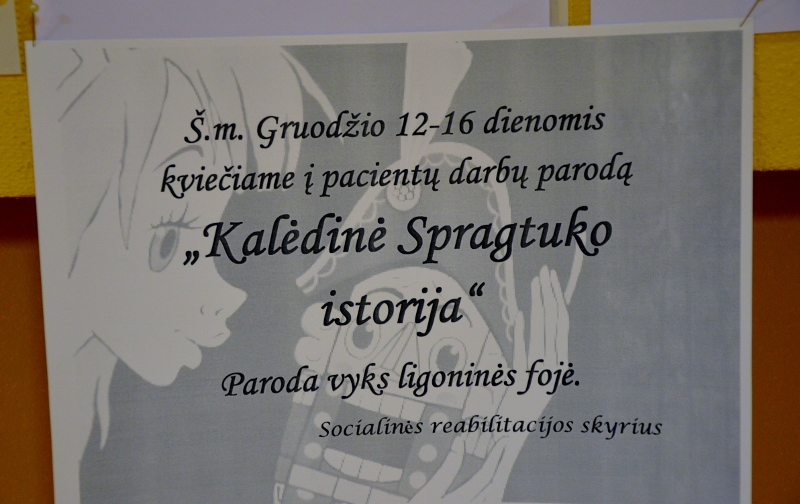 Š.m. Gruodžio 12-16 dienomis
kviečiame į pacientų darbų parodą
„Kalėdinė Spragtuko
istorija“
Paroda vyks ligoninės fojė.
Socialinės reabilitacijos skyrius